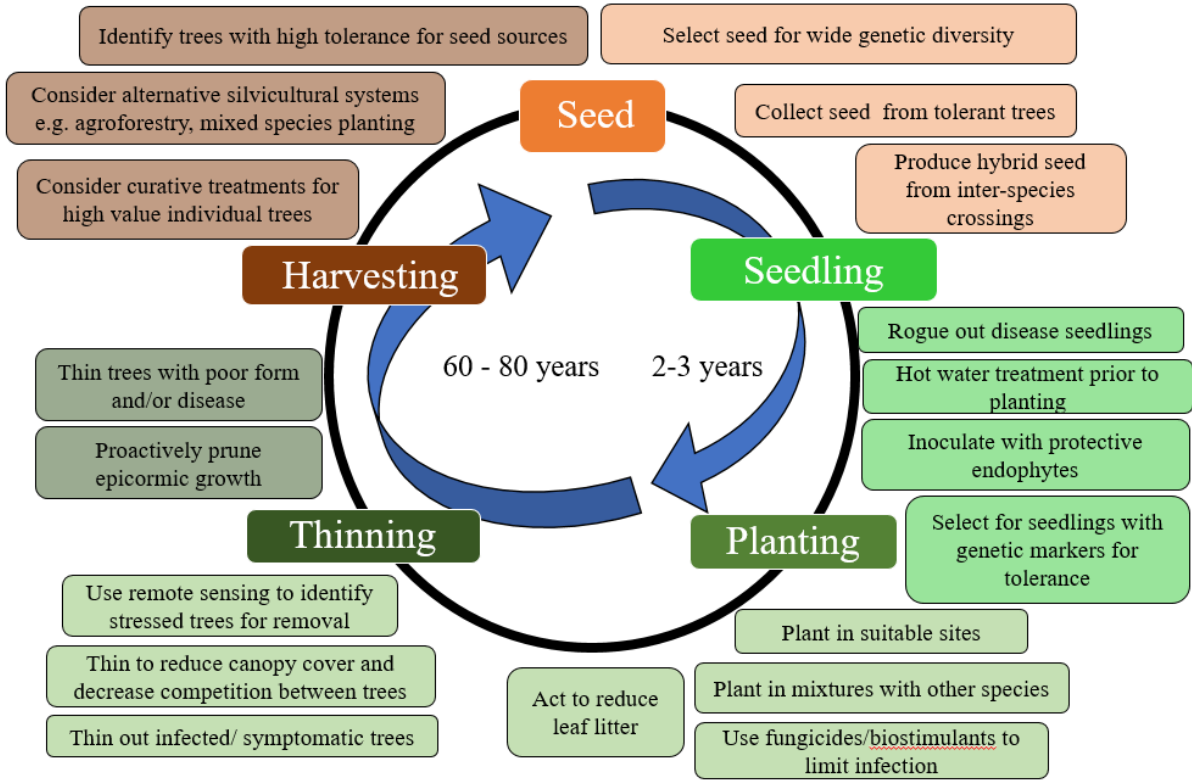 Identify trees with high tolerance for seed sources
Select seed for wide genetic diversity
Consider alternative silvicultural systems
e.g. agroforestry, mixed species planting
Seed
Collect seed from tolerant trees
Consider curative treatments for
high value individual trees
Produce hybrid seed
from inter-species
crossings
Harvesting
Seedling
Rogue out disease seedlings
Thin trees with poor form
and/or disease
60 - 80 years
2-3 years
Hot water treatment prior to
planting
Proactively prune
epicormic growth
Inoculate with protective
endophytes
Thinning
Planting
Select for seedlings with
genetic markers for
tolerance
Use remote sensing to identify
stressed trees for removal
Plant in suitable sites
Thin to reduce canopy cover and
decrease competition between trees
Act to reduce
leaf litter
Plant in mixtures with other species
Thin out infected/ symptomatic trees
Use fungicides/biostimulants to
limit infection